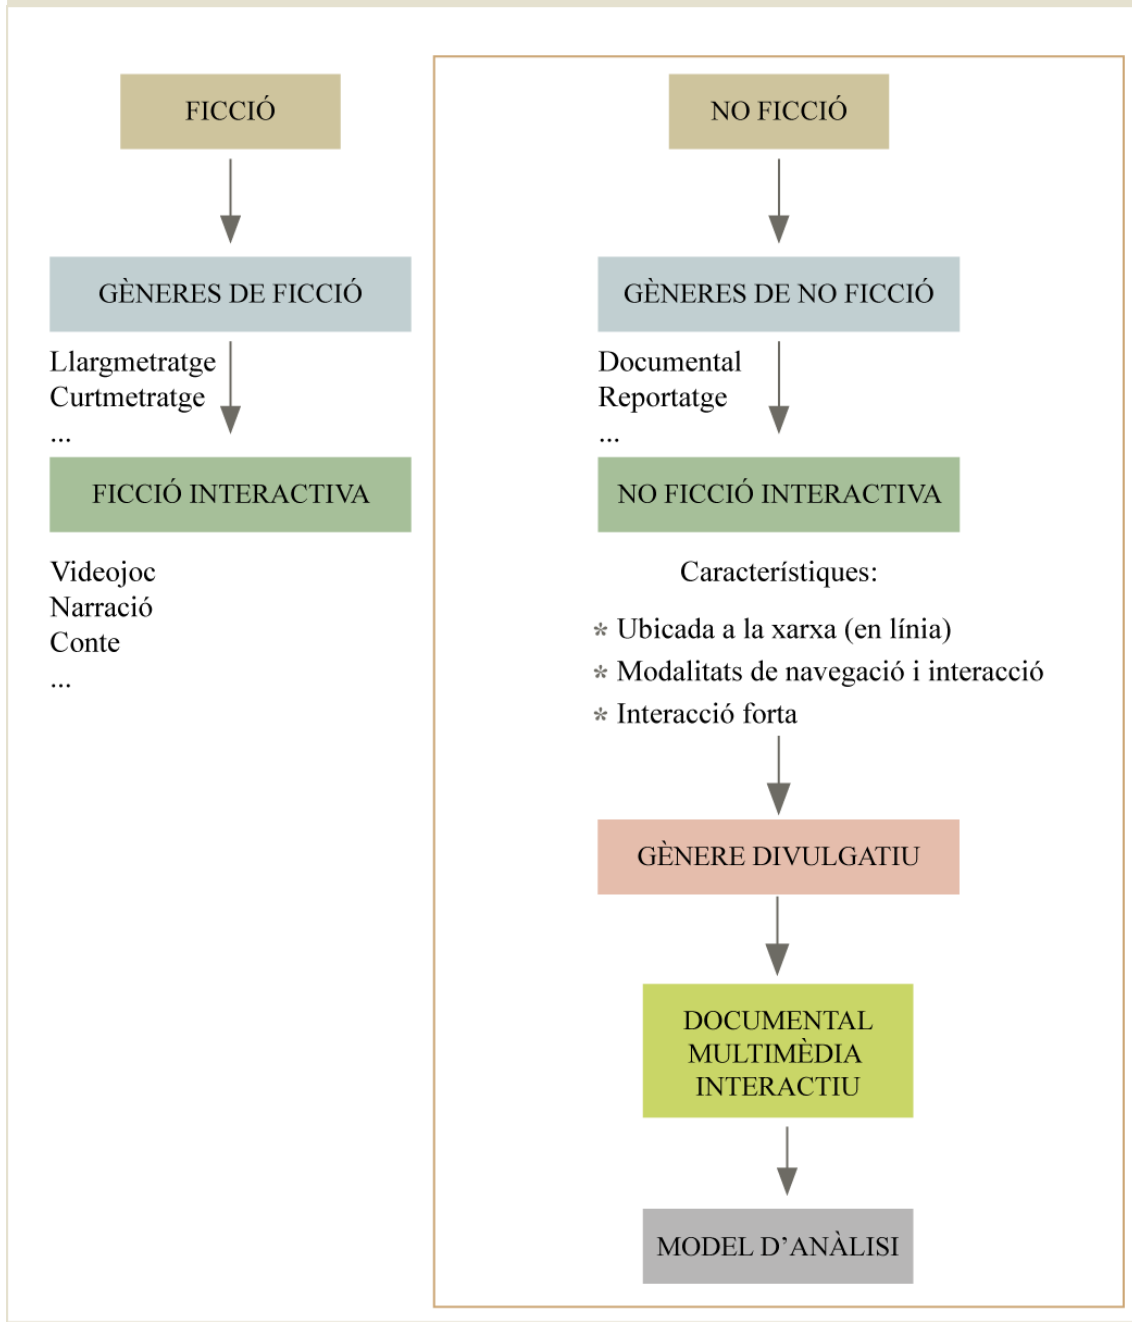 FICCIÓ
GÈNERES DE FICCIÓ
Llargmetratge
Curtmetratge
...
FICCIÓ INTERACTIVA
Videojoc
Narració
Conte
...
NO FICCIÓ
GÈNERES DE NO FICCIÓ
Documental
Reportatge
...
NO FICCIÓ INTERACTIVA
Característiques:
* Ubicada a la xarxa (en línia)
* Modalitats de navegació i interacció
* Interacció forta
GÈNERE DIVULGATIU
DOCUMENTAL
MULTIMÈDIA
INTERACTIU
MODEL D’ANÀLISI